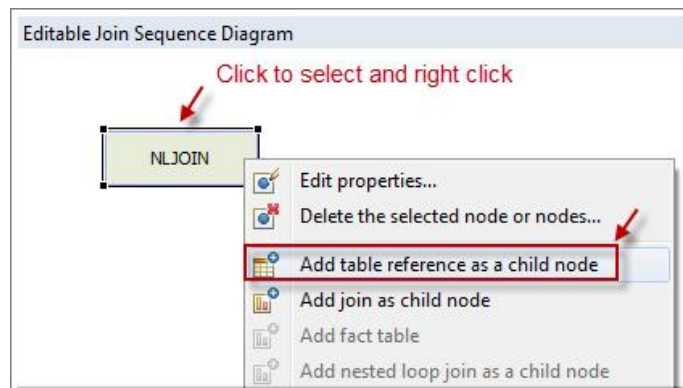 Editable Join Sequence Diagram
Click to select and right click
NLJOIN
Edit properties...
Delete the selected node or nodes...
Add table reference as a child node
Add join as child node
Add fact table
Add nested loop join as a child node